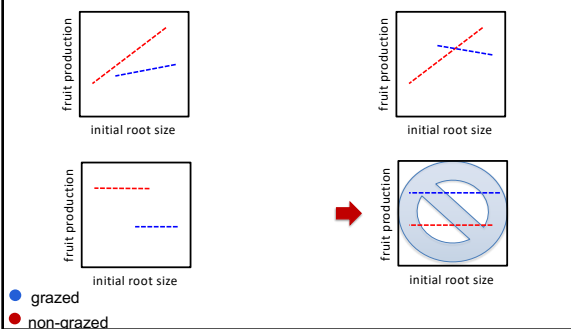 fruit production
initial root size
fruit production
initial root size
fruit production
initial root size
fruit production
initial root size
grazed
non-grazed